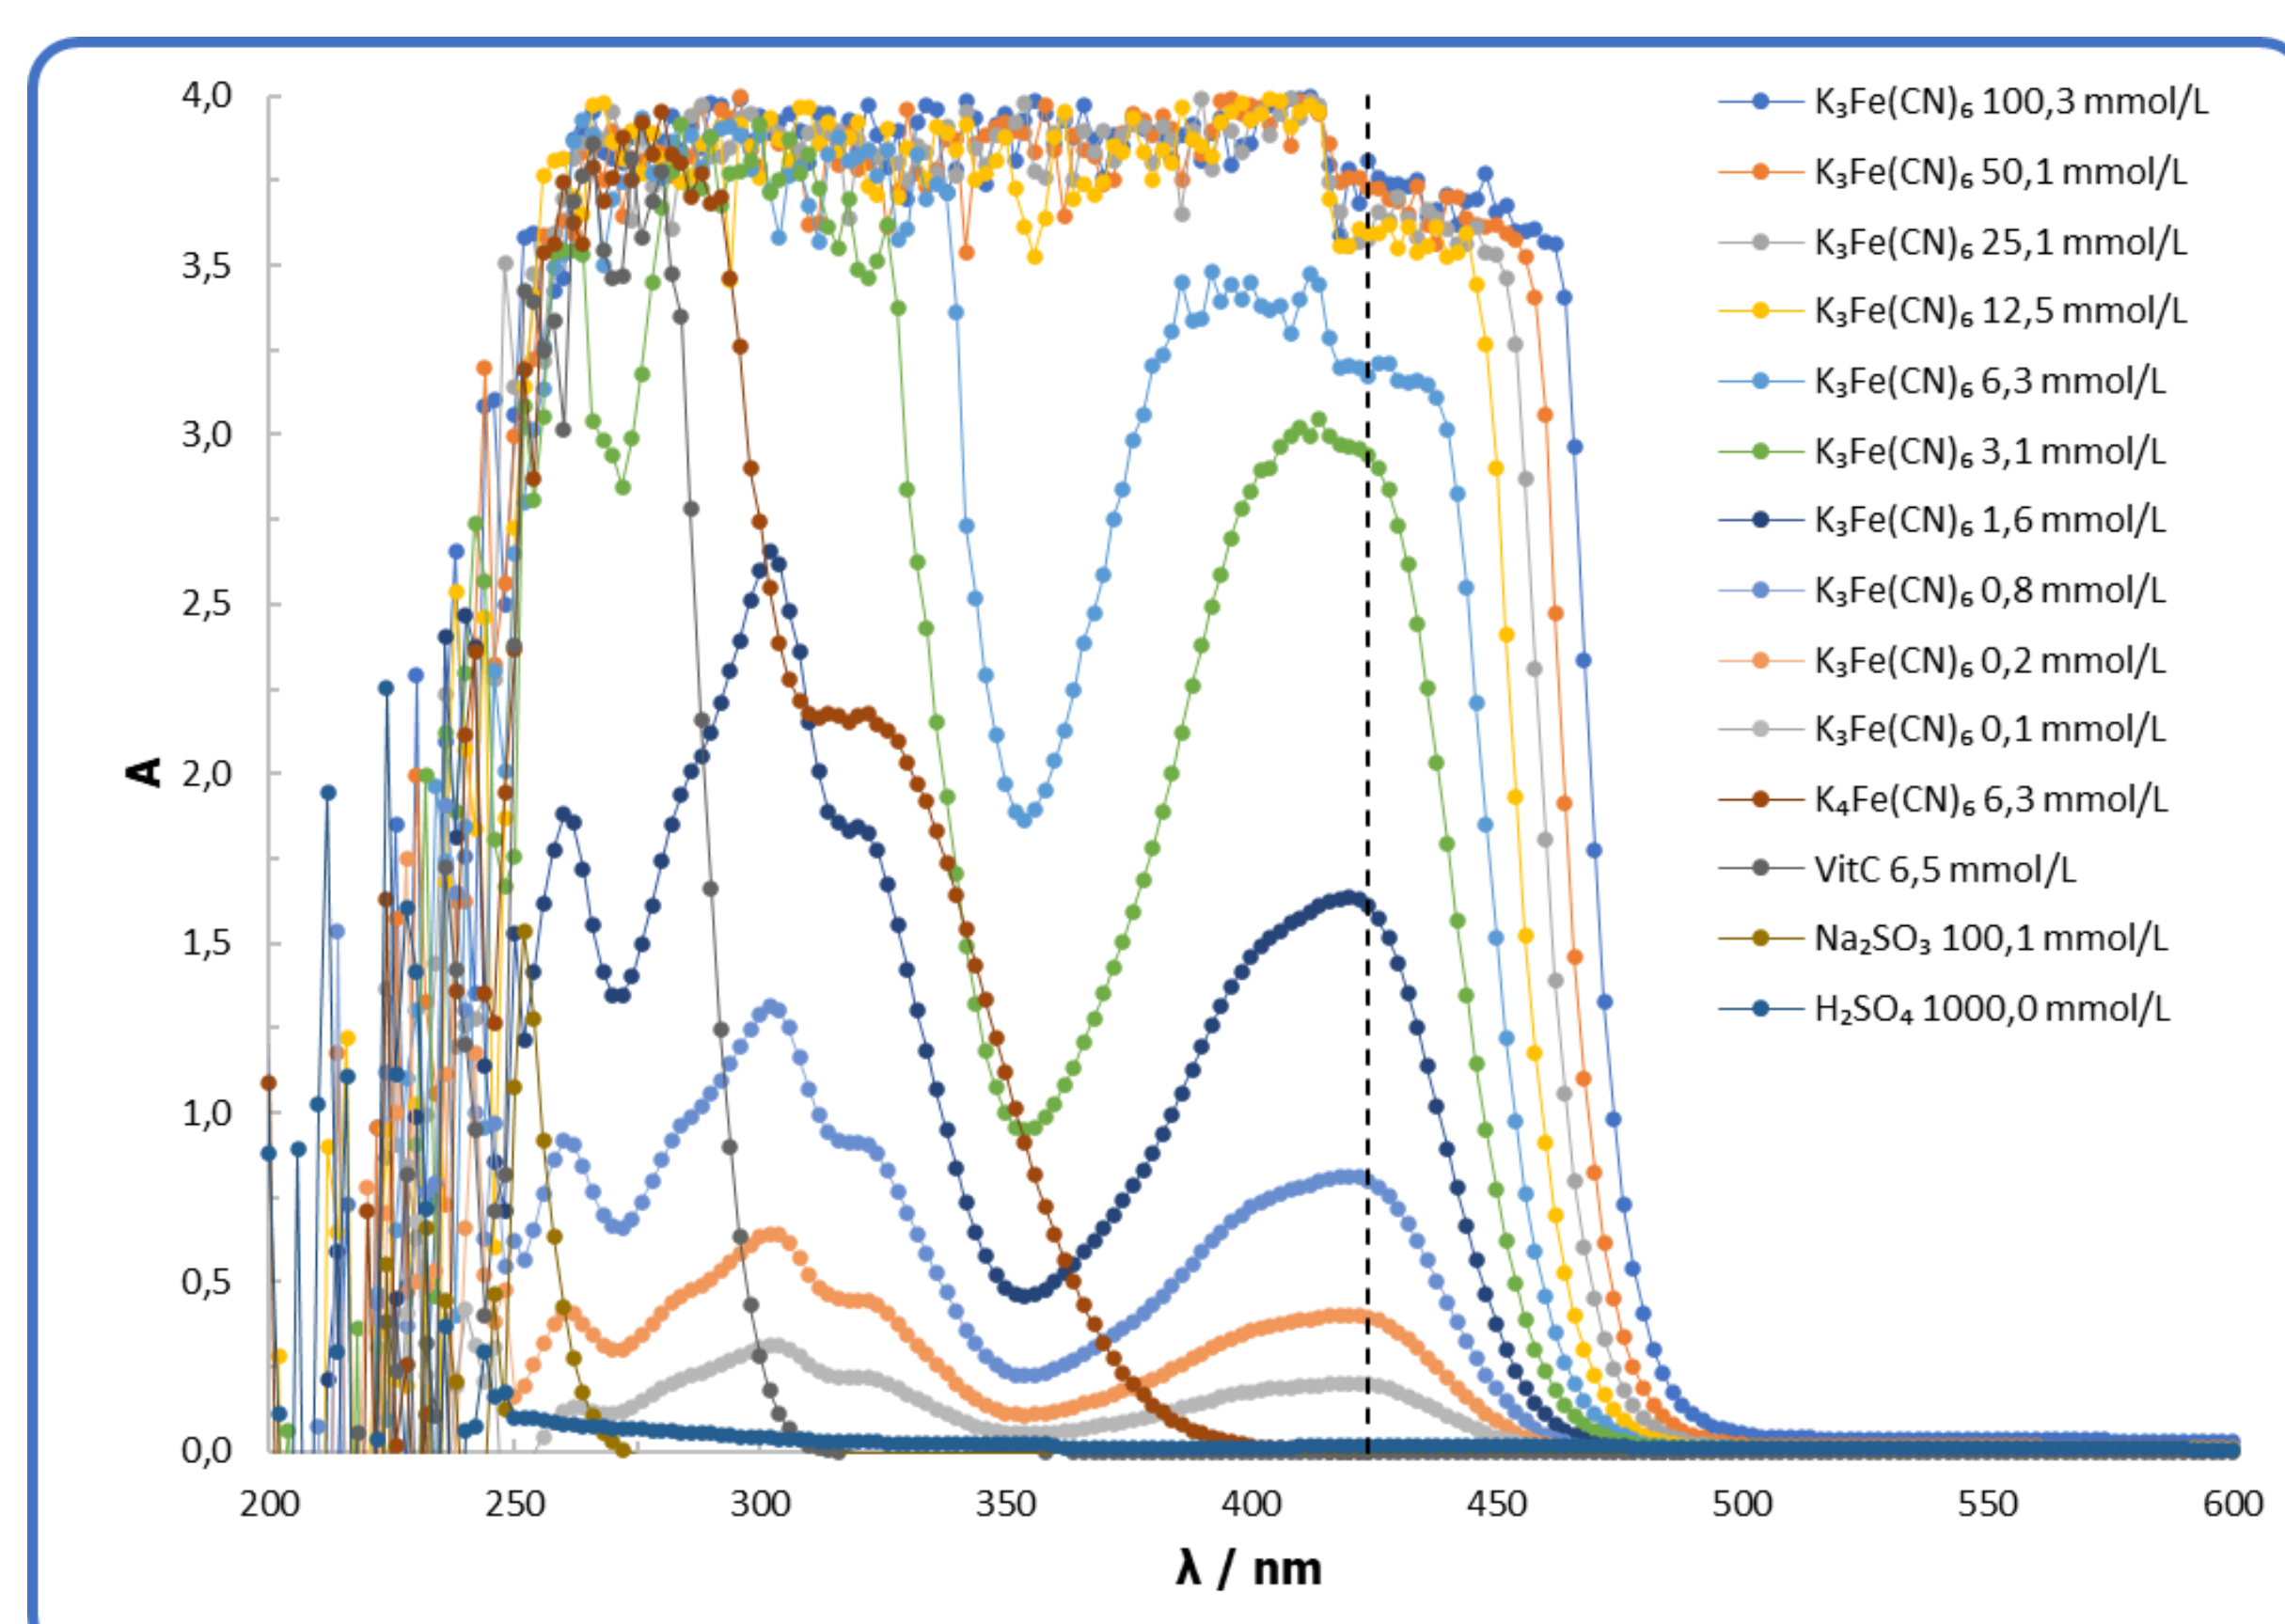 4,0
3,5
3,0
2,5
2,0
1,5
1,0
0,5
0,0
A
200 250 300 350 400 450 500 550 600
λ / nm
K₃Fe(CN)₆ 100,3 mmol/L
K₃Fe(CN)₆ 50,1 mmol/L
K₃Fe(CN)₆ 25,1 mmol/L
K₃Fe(CN)₆ 12,5 mmol/L
K₃Fe(CN)₆ 6,3 mmol/L
K₃Fe(CN)₆ 3,1 mmol/L
K₃Fe(CN)₆ 1,6 mmol/L
K₃Fe(CN)₆ 0,8 mmol/L
K₃Fe(CN)₆ 0,2 mmol/L
K₃Fe(CN)₆ 0,1 mmol/L
K₄Fe(CN)₆ 6,3 mmol/L
VitC 6,5 mmol/L
Na₂SO₃ 100,1 mmol/L
H₂SO₄ 1000,0 mmol/L